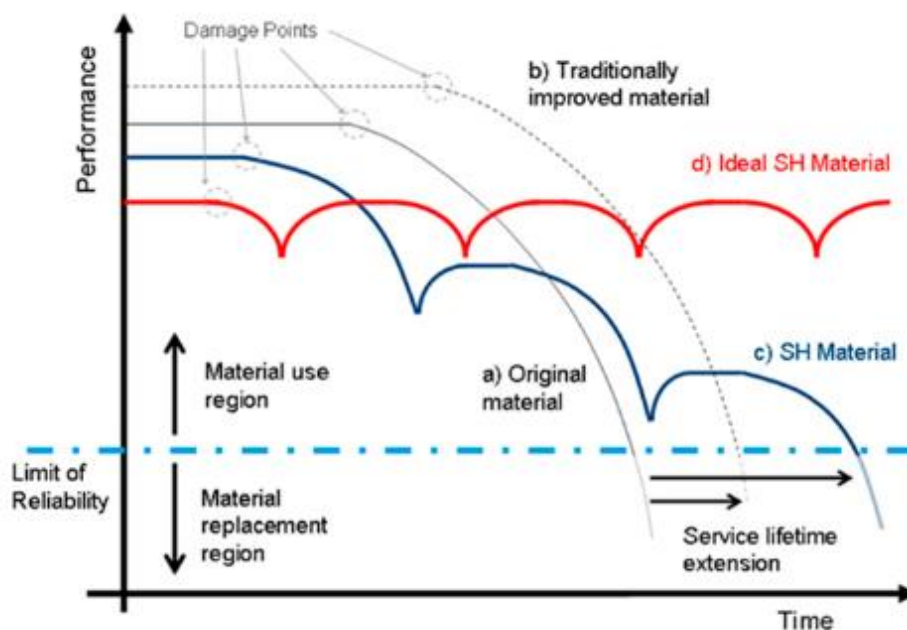 Damage Points
Performance
b) Traditionally
improved material
d) Ideal SH Material
Material use
region
a) Original
material
c) SH Material
Limit of
Reliability
Material
replacement
region
Service lifetime
extension
Time